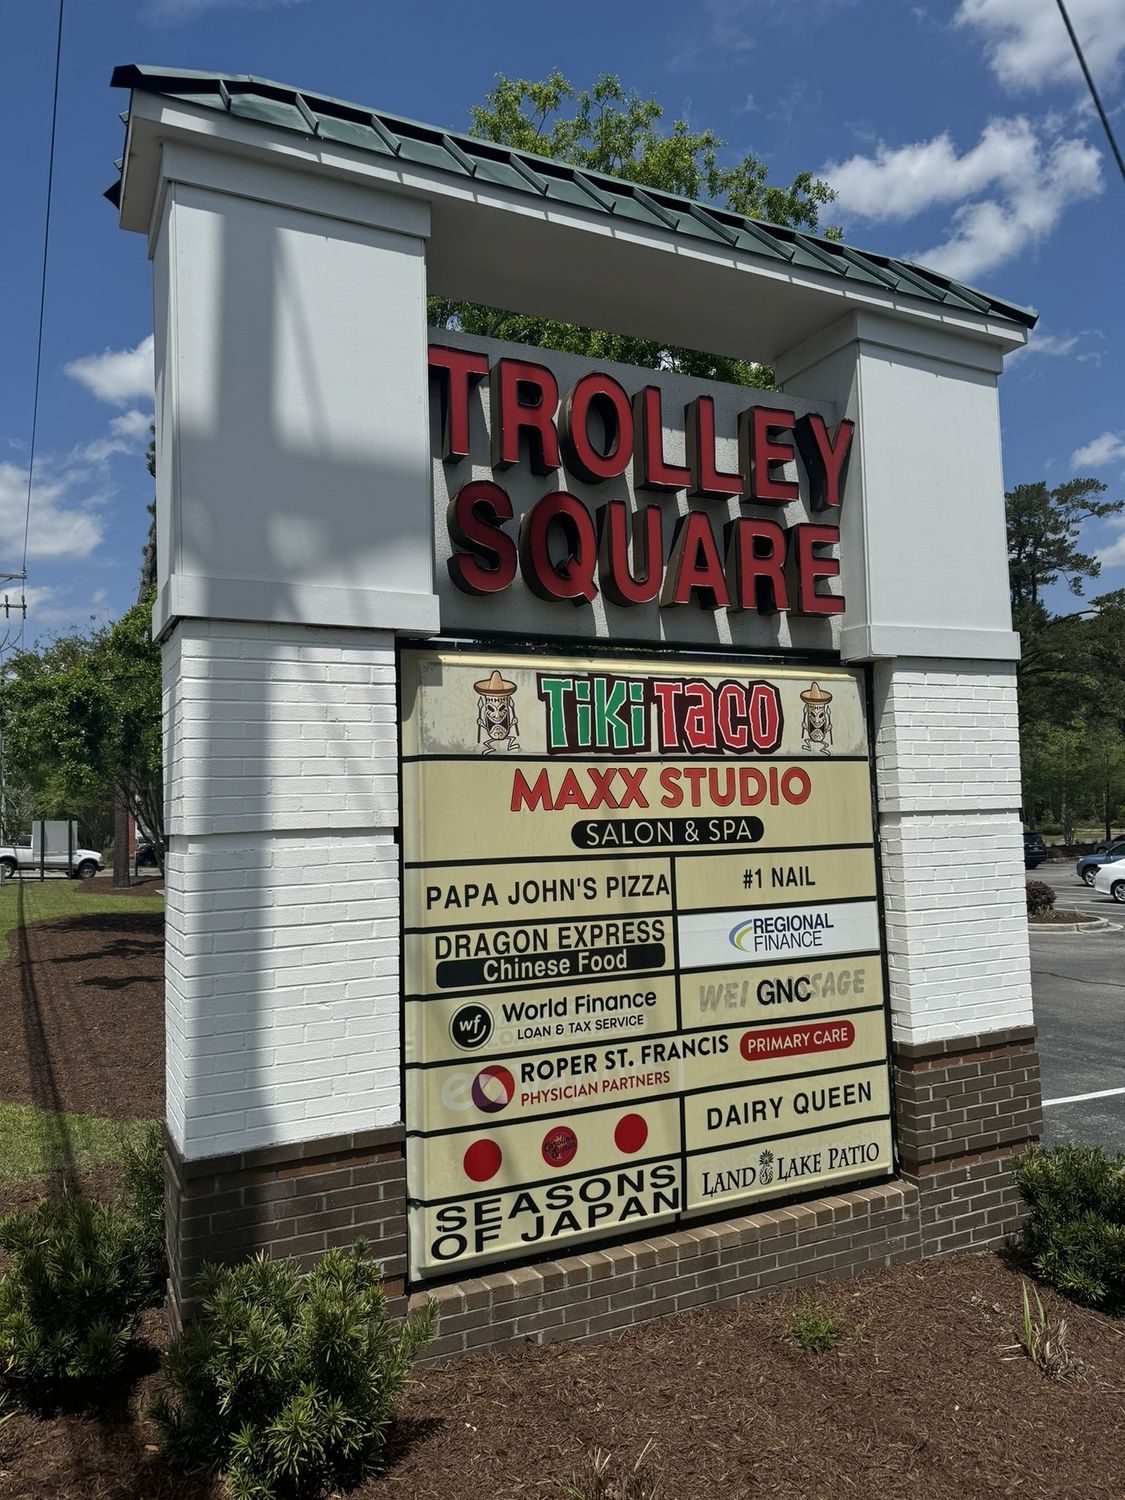 TROLLEY
SQUARE
TiKi TaCO
MAXX STUDIO
SALON & SPA
PAPA JOHN'S PIZZA
#1 NAIL
DRAGON EXPRESS
Chinese Food
REGIONAL
FINANCE
wf World Finance
LOAN & TAX SERVICE
GNC
ROPER ST. FRANCIS PRIMARY CARE
PHYSICIAN PARTNERS
DAIRY QUEEN
Carolina
Spirits
SEASONS
OF JAPAN
LAND & LAKE PATIO